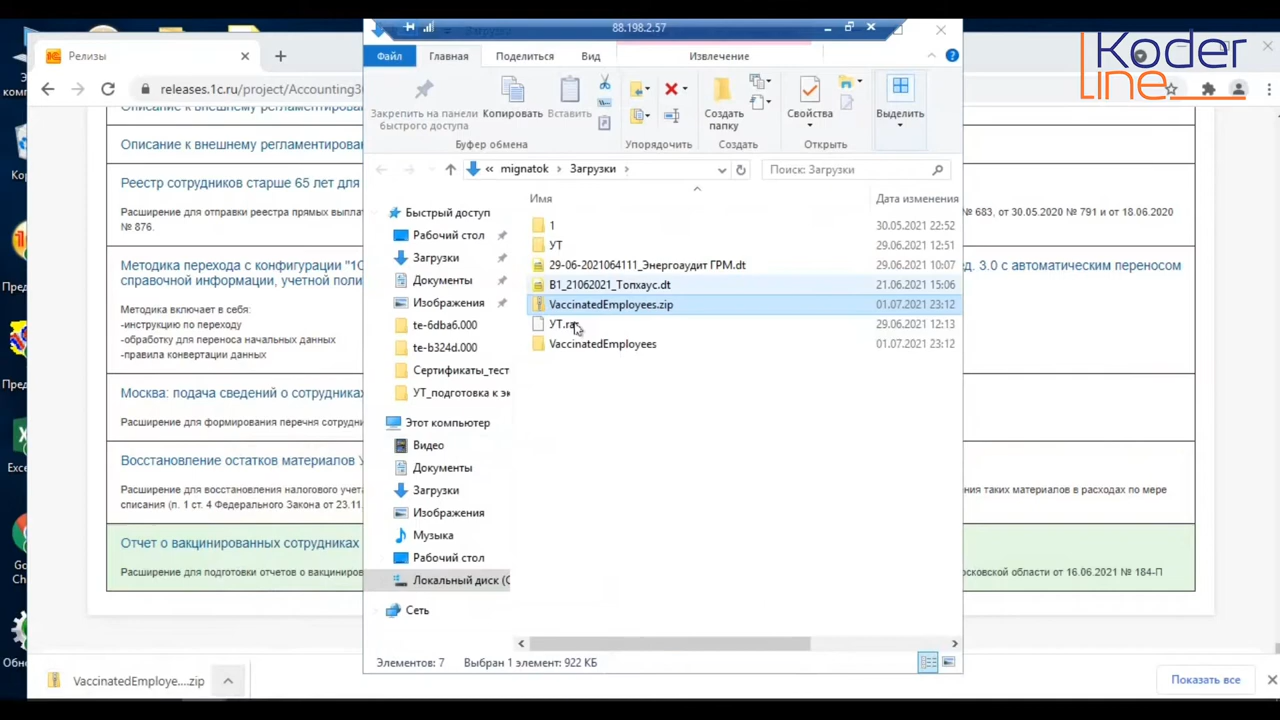 88.198.2.57
Koder
line
Релизы
releases.1c.ru/project/Accounting3
Файл
Главная
Поделиться
Вид
Извлечение
Закрепить на панели
быстрого доступа
Копировать
Вставить
Создать
папку
Свойства
Выделить
Буфер обмена
Упорядочить
Создать
Открыть
mignatok
Загрузки
Поиск: Загрузки
Имя
Дата изменения
1
30.05.2021 22:52
УТ
29.06.2021 12:51
29-06-2021064111_Энергоаудит ГРМ.dt
29.06.2021 10:07
B1_21062021_Топхаус.dt
21.06.2021 15:06
VaccinatedEmployees.zip
01.07.2021 23:12
29.06.2021 12:13
VaccinatedEmployees
01.07.2021 23:12
Быстрый доступ
Рабочий стол
Загрузки
Документы
Изображения
te-6dba6.000
te-b324d.000
Сертификаты_тест
УТ_подготовка к эк
Этот компьютер
Видео
Документы
Загрузки
Изображения
Музыка
Рабочий стол
Локальный диск (C
Сеть
Элементов: 7
Выбран 1 элемент: 922 КБ
Описание к внешнему регламентирован
Реестр сотрудников старше 65 лет для
Расширение для отправки реестра прямых выплат
№ 683, от 30.05.2020 № 791 и от 18.06.2020
№ 876.
Методика перехода с конфигурации "1С
ед. 3.0 с автоматическим переносом
справочной информации, учетной поли
Методика включает в себя:
-инструкцию по переходу
-обработку для переноса начальных данных
-правила конвертации данных
Москва: подача сведений о сотрудниках
Расширение для формирования перечня сотрудни
Восстановление остатков материалов У
Расширение для восстановления налогового учета
ения таких материалов в расходах по мере
списания (п. 1 ст. 4 Федерального Закона от 23.11.
Отчет о вакцинированных сотрудниках
Расширение для подготовки отчетов о вакциниров
осковской области от 16.06.2021 № 184-П
VaccinatedEmploye....zip
Показать все